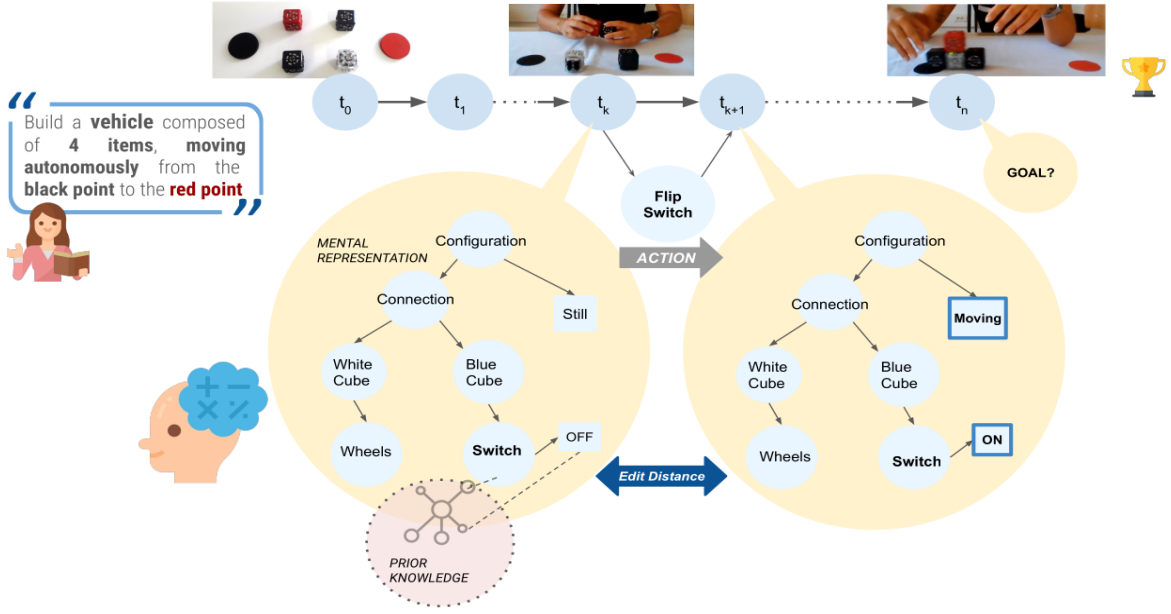 “
Build a vehicle composed
of 4 items, moving
autonomously from the
black point to the red point
”
t0
t1
tk
tk+1
tn
GOAL?
Flip
Switch
ACTION
MENTAL
REPRESENTATION
Configuration
Connection
Still
White
Cube
Blue
Cube
Wheels
Switch
OFF
PRIOR
KNOWLEDGE
Edit Distance
Configuration
Connection
Moving
White
Cube
Blue
Cube
Wheels
Switch
ON